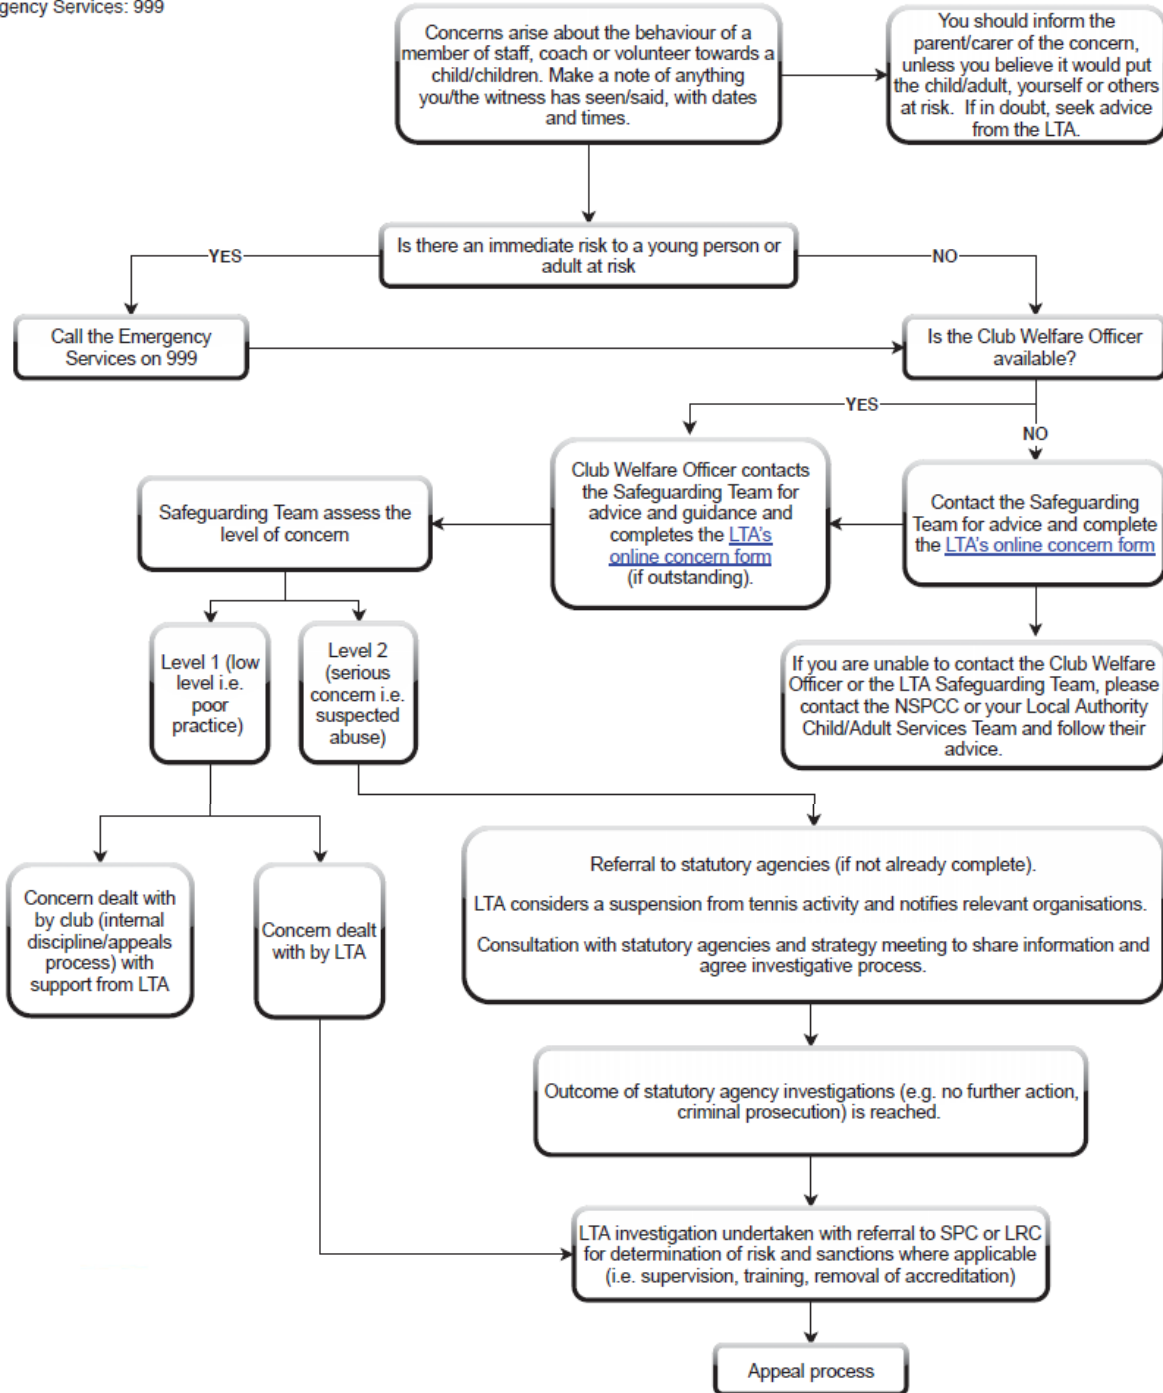 gency Services: 999
Concerns arise about the behaviour of a
member of staff, coach or volunteer towards a
child/children. Make a note of anything
you/the witness has seen/said, with dates
and times.
You should inform the
parent/carer of the concern,
unless you believe it would put
the child/adult, yourself or others
at risk. If in doubt, seek advice
from the LTA.
Is there an immediate risk to a young person or
adult at risk
YES
NO
Call the Emergency
Services on 999
Is the Club Welfare Officer
available?
YES
NO
Club Welfare Officer contacts
the Safeguarding Team for
advice and guidance and
completes the LTA's
online concern form
(if outstanding).
Contact the Safeguarding
Team for advice and complete
the LTA's online concern form
Safeguarding Team assess the
level of concern
If you are unable to contact the Club Welfare
Officer or the LTA Safeguarding Team, please
contact the NSPCC or your Local Authority
Child/Adult Services Team and follow their
advice.
Level 1 (low
level i.e.
poor
practice)
Level 2
(serious
concern i.e.
suspected
abuse)
Concern dealt with
by club (internal
discipline/appeals
process) with
support from LTA
Concern dealt
with by LTA
Referral to statutory agencies (if not already complete).
LTA considers a suspension from tennis activity and notifies relevant organisations.
Consultation with statutory agencies and strategy meeting to share information and
agree investigative process.
Outcome of statutory agency investigations (e.g. no further action,
criminal prosecution) is reached.
LTA investigation undertaken with referral to SPC or LRC
for determination of risk and sanctions where applicable
(i.e. supervision, training, removal of accreditation)
Appeal process